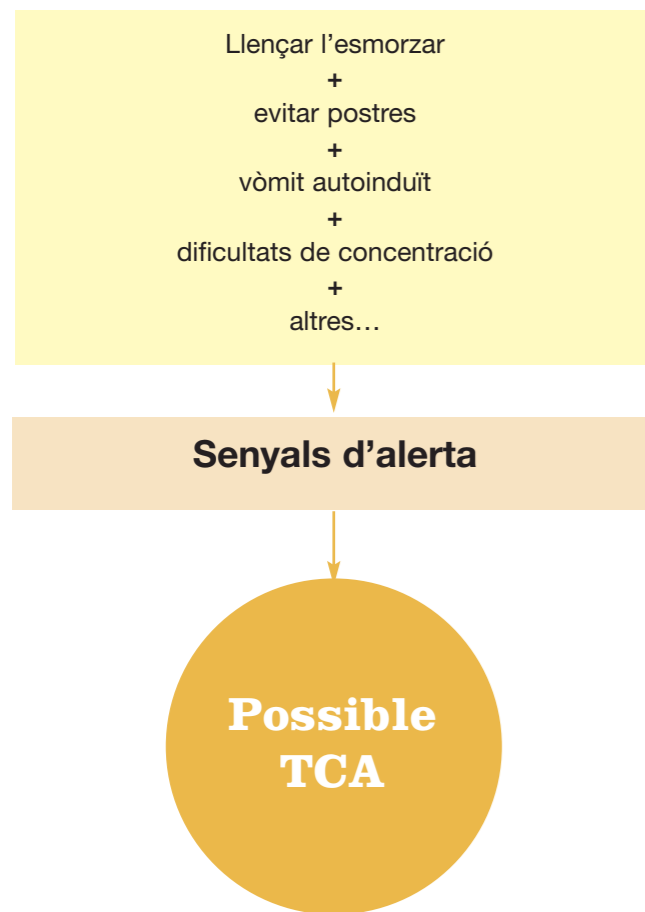 Llençar l’esmorzar
+
evitar postres
+
vòmit autoinduït
+
dificultats de concentració
+
altres…
Senyals d’alerta
Possible
TCA